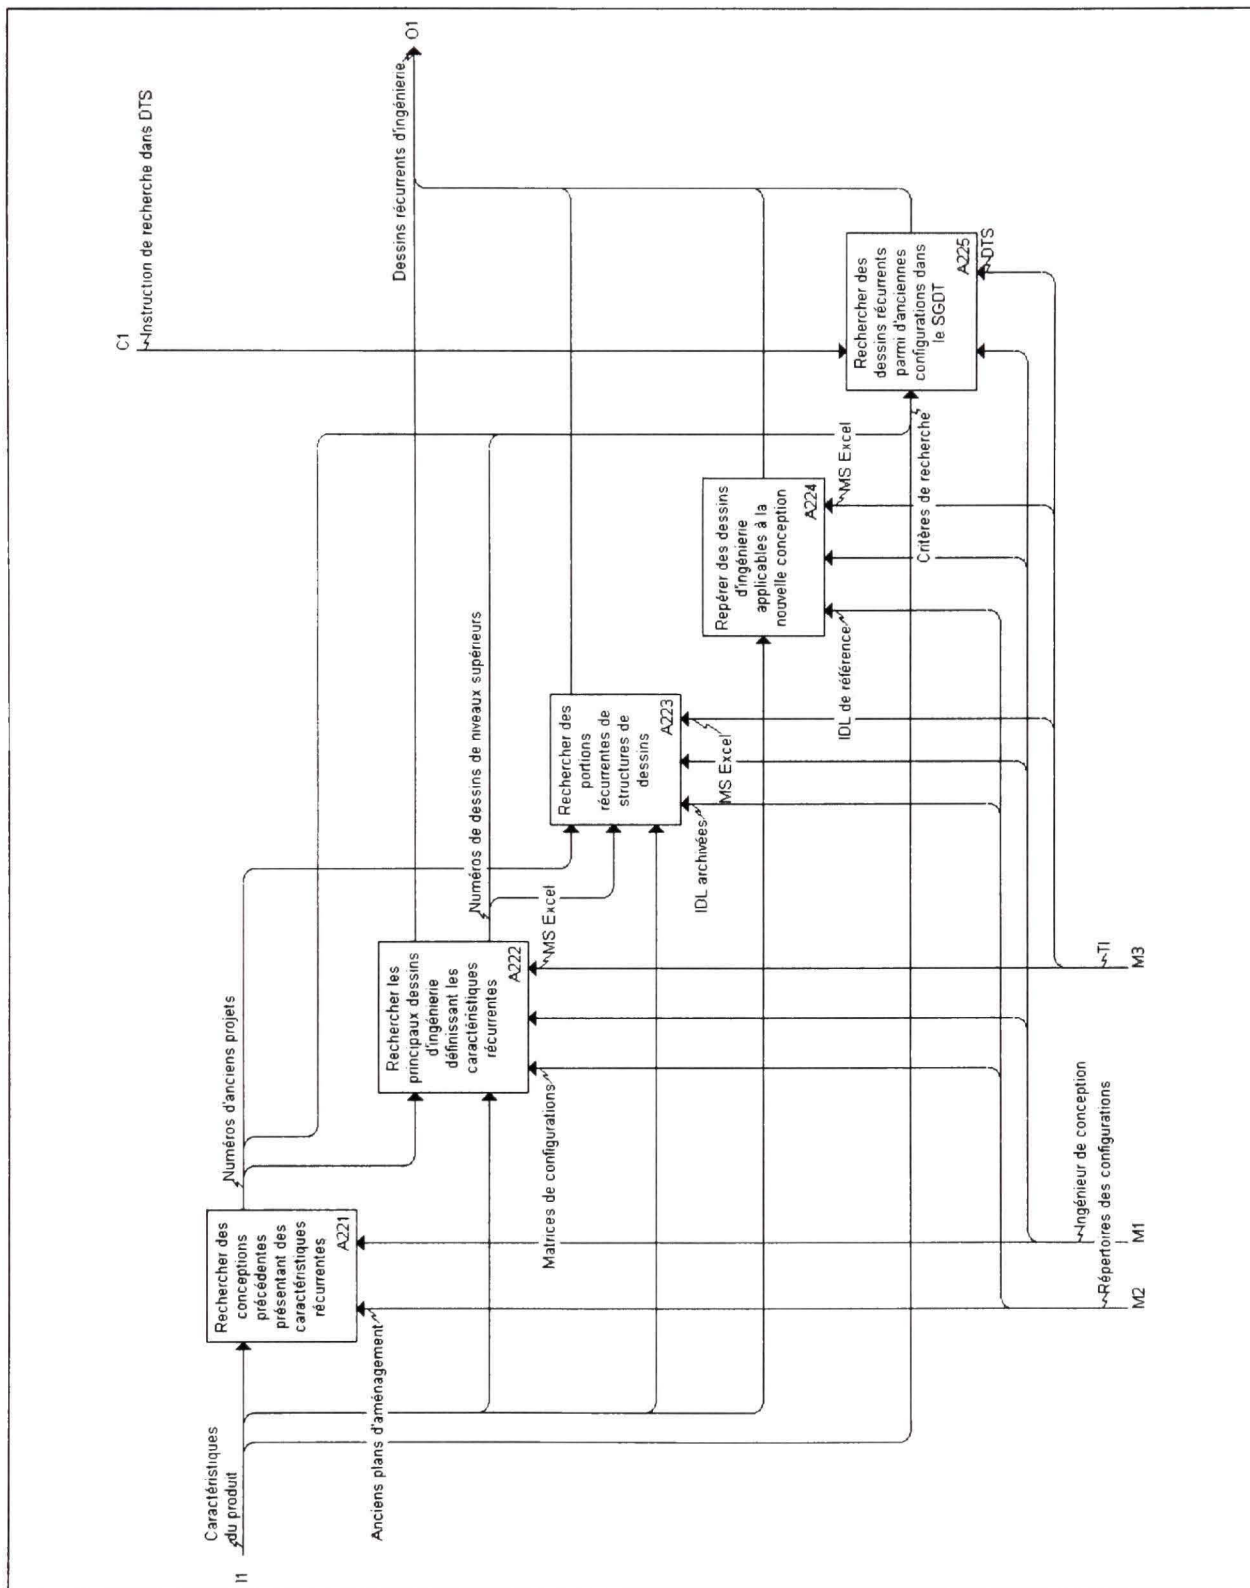 C1
Instruction de recherche dans DTS
Dessins récurrents d'ingénierie
O1
I1
Caractéristiques
du produit
Rechercher des
conceptions
précédentes
présentant des
caractéristiques
récurrentes
A221
Numéros d'anciens projets
Anciens plans d'aménagement
Rechercher les
principaux dessins
d'ingénierie
définissant les
caractéristiques
récurrentes
A222
Numéros de dessins de niveaux supérieurs
MS Excel
Matrices de configurations
Rechercher des
portions
récurrentes de
structures de
dessins
A223
MS Excel
IDL archivées
Repérer des dessins
d'ingénierie
applicables à la
nouvelle conception
A224
MS Excel
IDL de référence
Critères de recherche
Rechercher des
dessins récurrents
parmi d'anciennes
configurations dans
le SGDT
A225
DTS
Répertoires des configurations
M2
Ingénieur de conception
M1
TI
M3